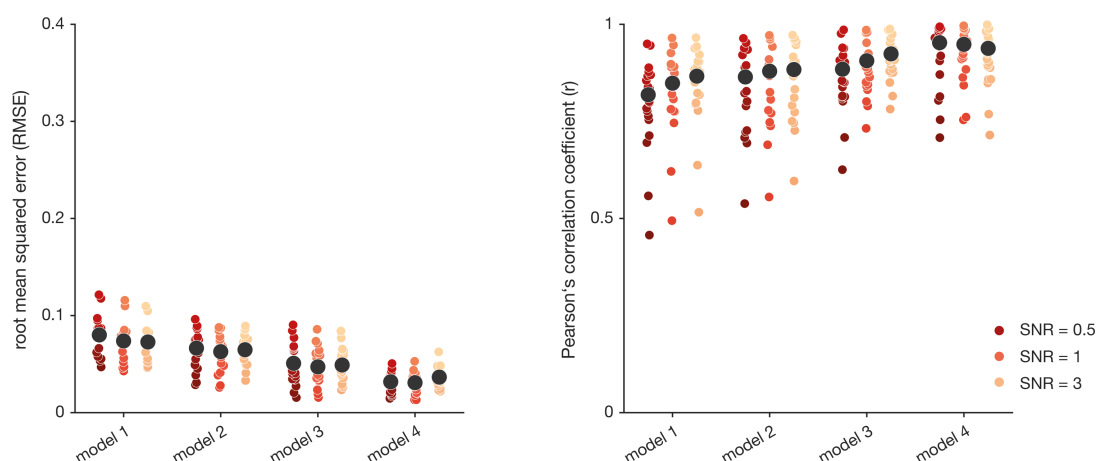 root mean squared error (RMSE)
0.4
0.3
0.2
0.1
0
model 1
model 2
model 3
model 4
Pearson's correlation coefficient (r)
1
0.5
0
model 1
model 2
model 3
model 4
SNR = 0.5
SNR = 1
SNR = 3